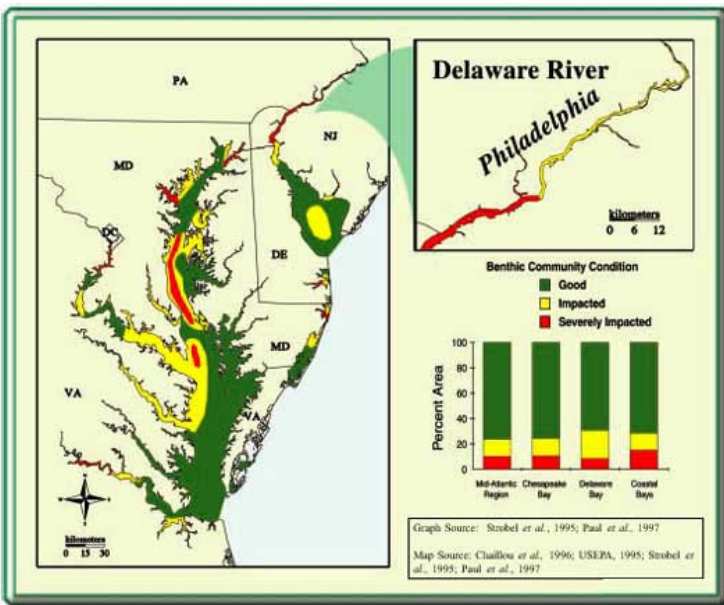 PA
MD
NJ
DC
DE
MD
VA
VA
kilometers
0 15 30
Delaware River
Philadelphia
kilometers
0 6 12
Benthic Community Condition
Good
Impacted
Severely Impacted
Percent Area
100
80
60
40
20
0
Mid-Atlantic
Region
Chesapeake
Bay
Delaware
Bay
Coastal
Bays
Graph Source: Strobel et al., 1995; Paul et al., 1997
Map Source: Chaillou et al., 1996; USEPA, 1995; Strobel et
al., 1995; Paul et al., 1997